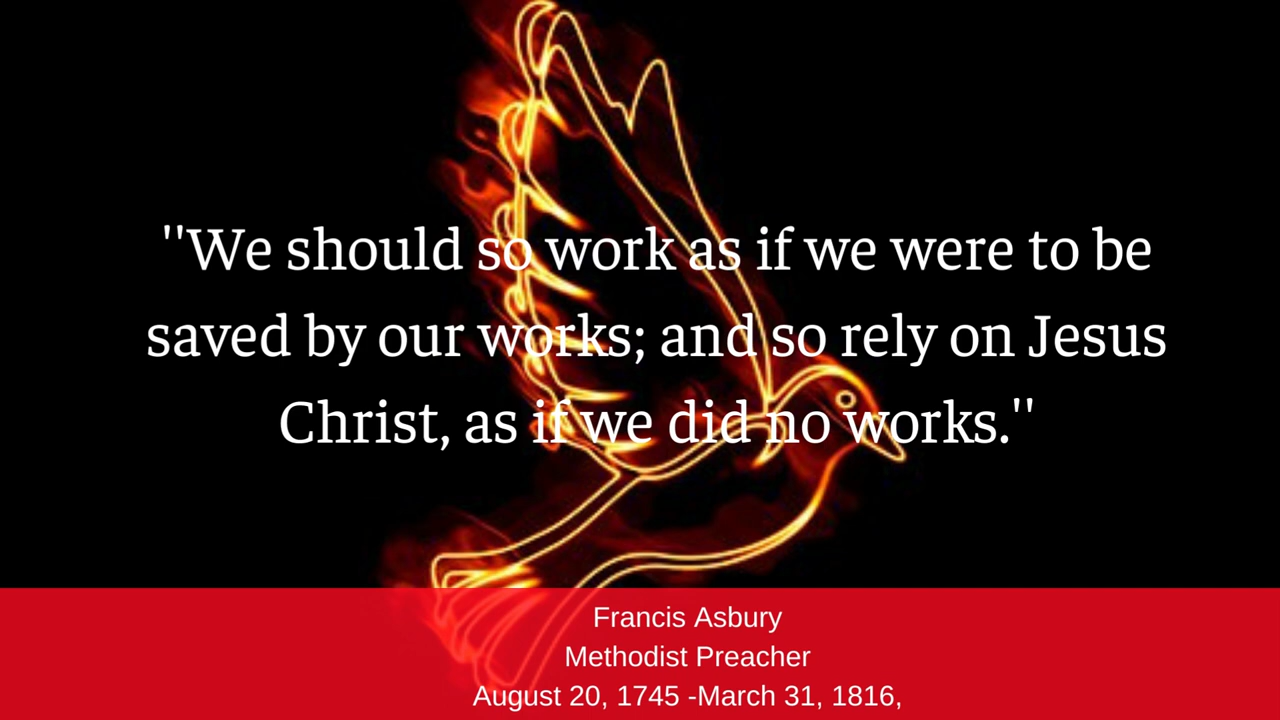 "We should so work as if we were to be
saved by our works; and so rely on Jesus
Christ, as if we did no works."
Francis Asbury
Methodist Preacher
August 20, 1745 -March 31, 1816,